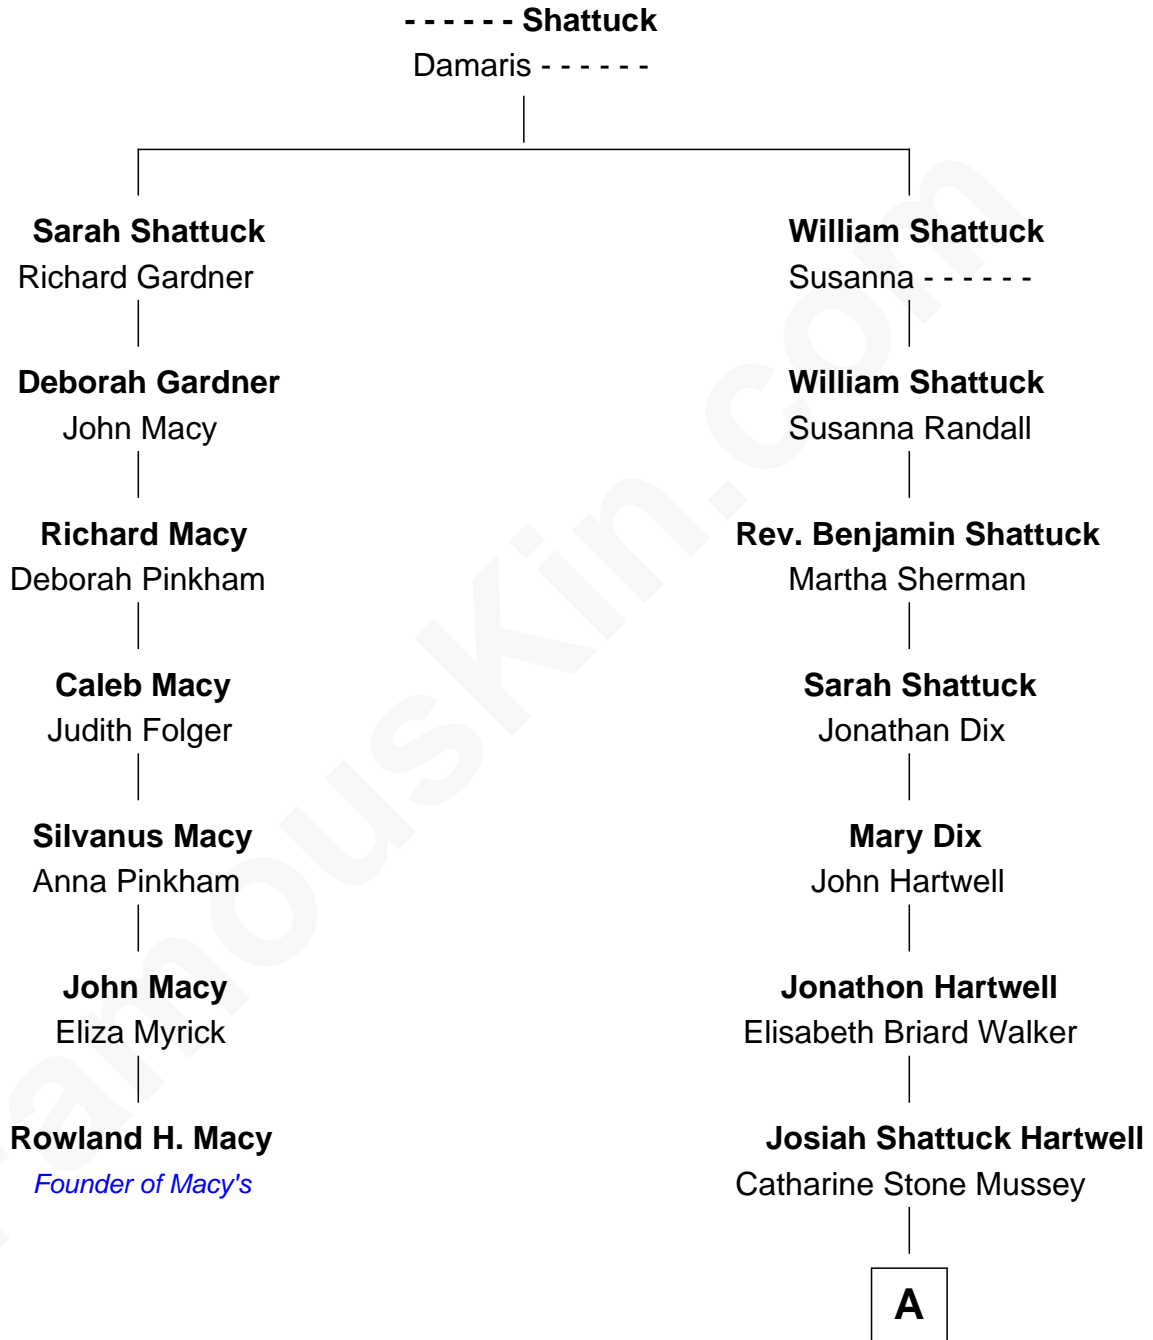 - - - - - - Shattuck
Damaris - - - - - -
Sarah Shattuck
Richard Gardner
William Shattuck
Susanna - - - - - -
Deborah Gardner
John Macy
William Shattuck
Susanna Randall
Richard Macy
Deborah Pinkham
Rev. Benjamin Shattuck
Martha Sherman
Caleb Macy
Judith Folger
Sarah Shattuck
Jonathan Dix
Silvanus Macy
Anna Pinkham
Mary Dix
John Hartwell
John Macy
Eliza Myrick
Jonathon Hartwell
Elisabeth Briard Walker
Rowland H. Macy
Founder of Macy's
Josiah Shattuck Hartwell
Catharine Stone Mussey
A
FamousKin.com